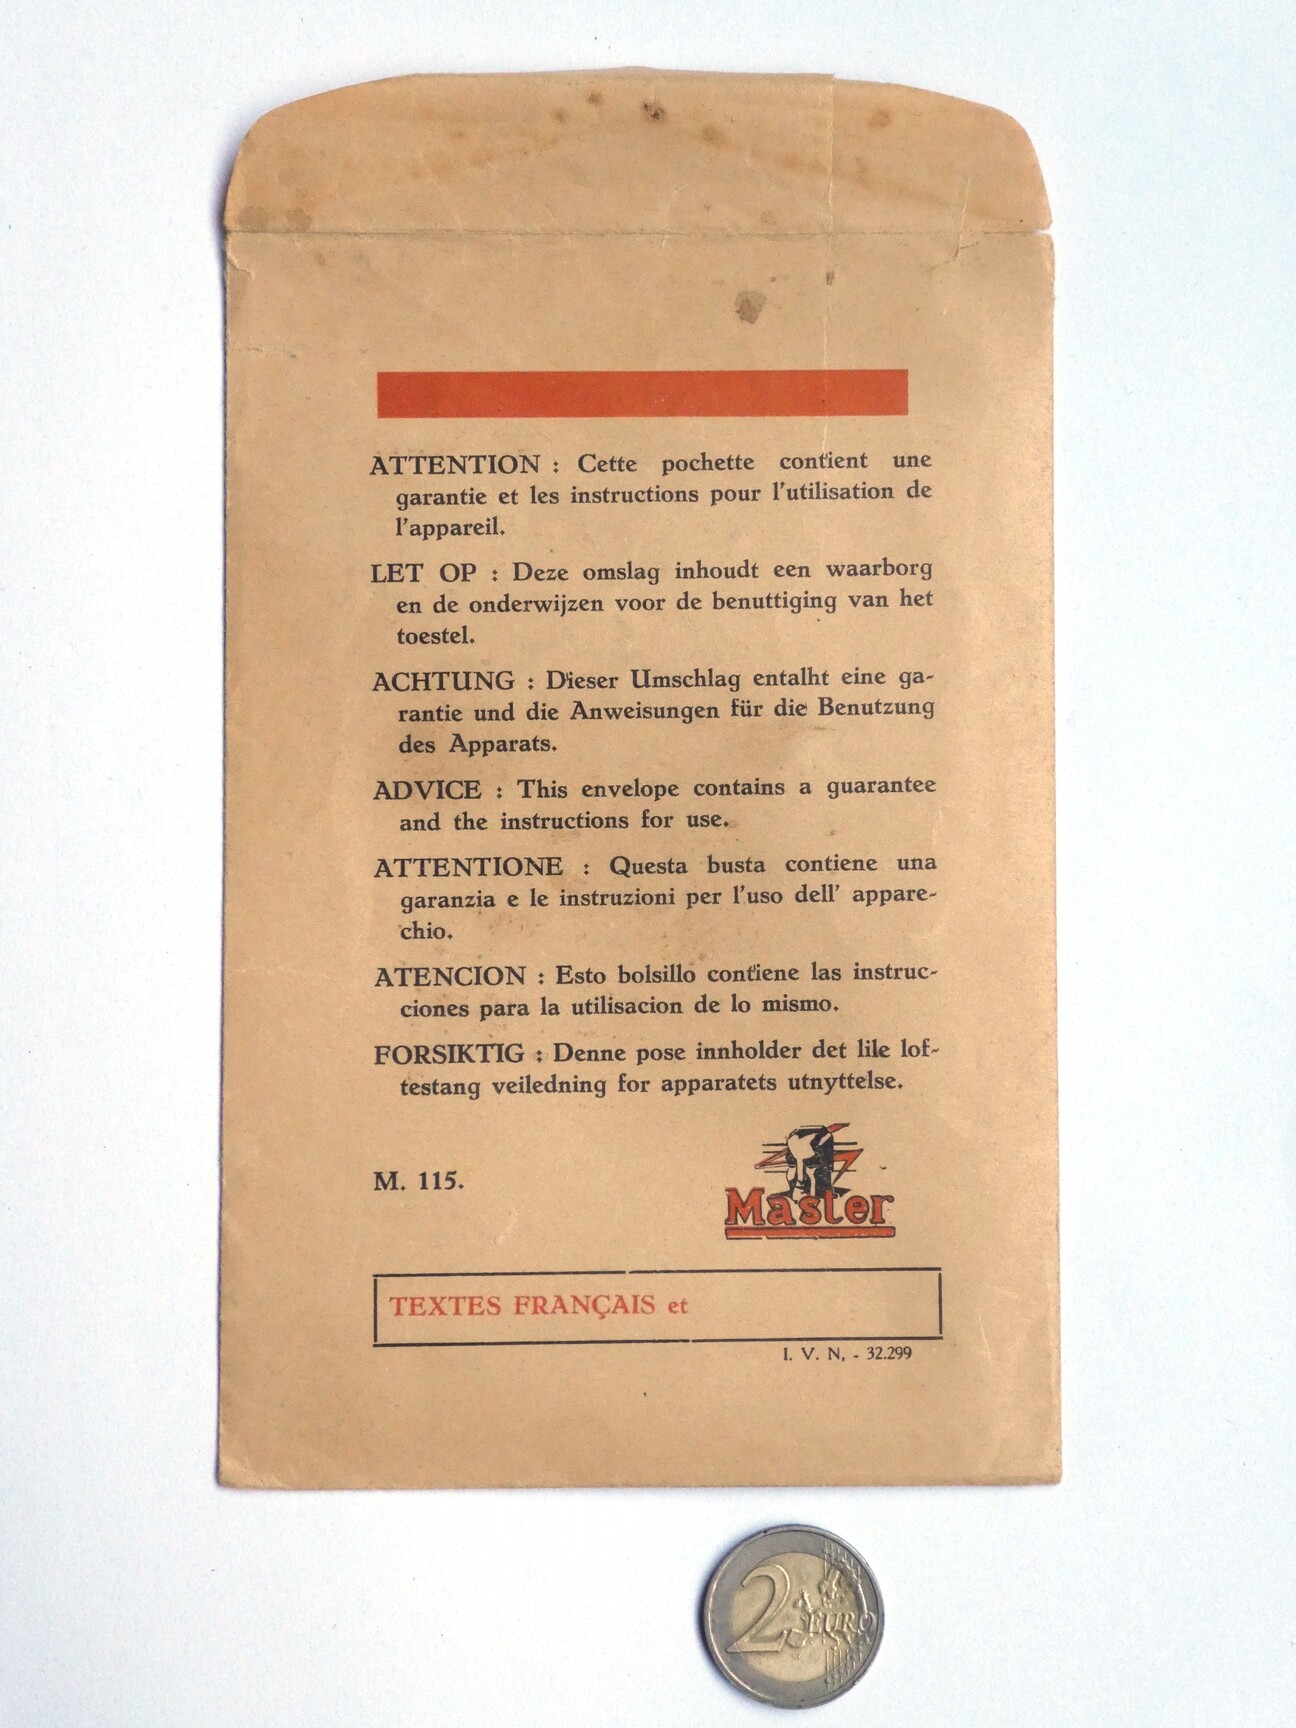 ATTENTION : Cette pochette contient une
garantie et les instructions pour l'utilisation de
l'appareil.
LET OP : Deze omslag inhoudt een waarborg
en de onderwijzen voor de benuttiging van het
toestel.
ACHTUNG : Dieser Umschlag entalht eine ga-
rantie und die Anweisungen für die Benutzung
des Apparats.
ADVICE : This envelope contains a guarantee
and the instructions for use.
ATTENTIONE : Questa busta contiene una
garanzia e le instruzioni per l'uso dell' appare-
chio.
ATENCION : Esto bolsillo contiene las instruc-
ciones para la utilisacion de lo mismo.
FORSIKTIG : Denne pose innholder det lile lof-
testang veiledning for apparatets utnyttelse.
M. 115.
Master
TEXTES FRANÇAIS et
I. V. N, - 32.299
2 EURO